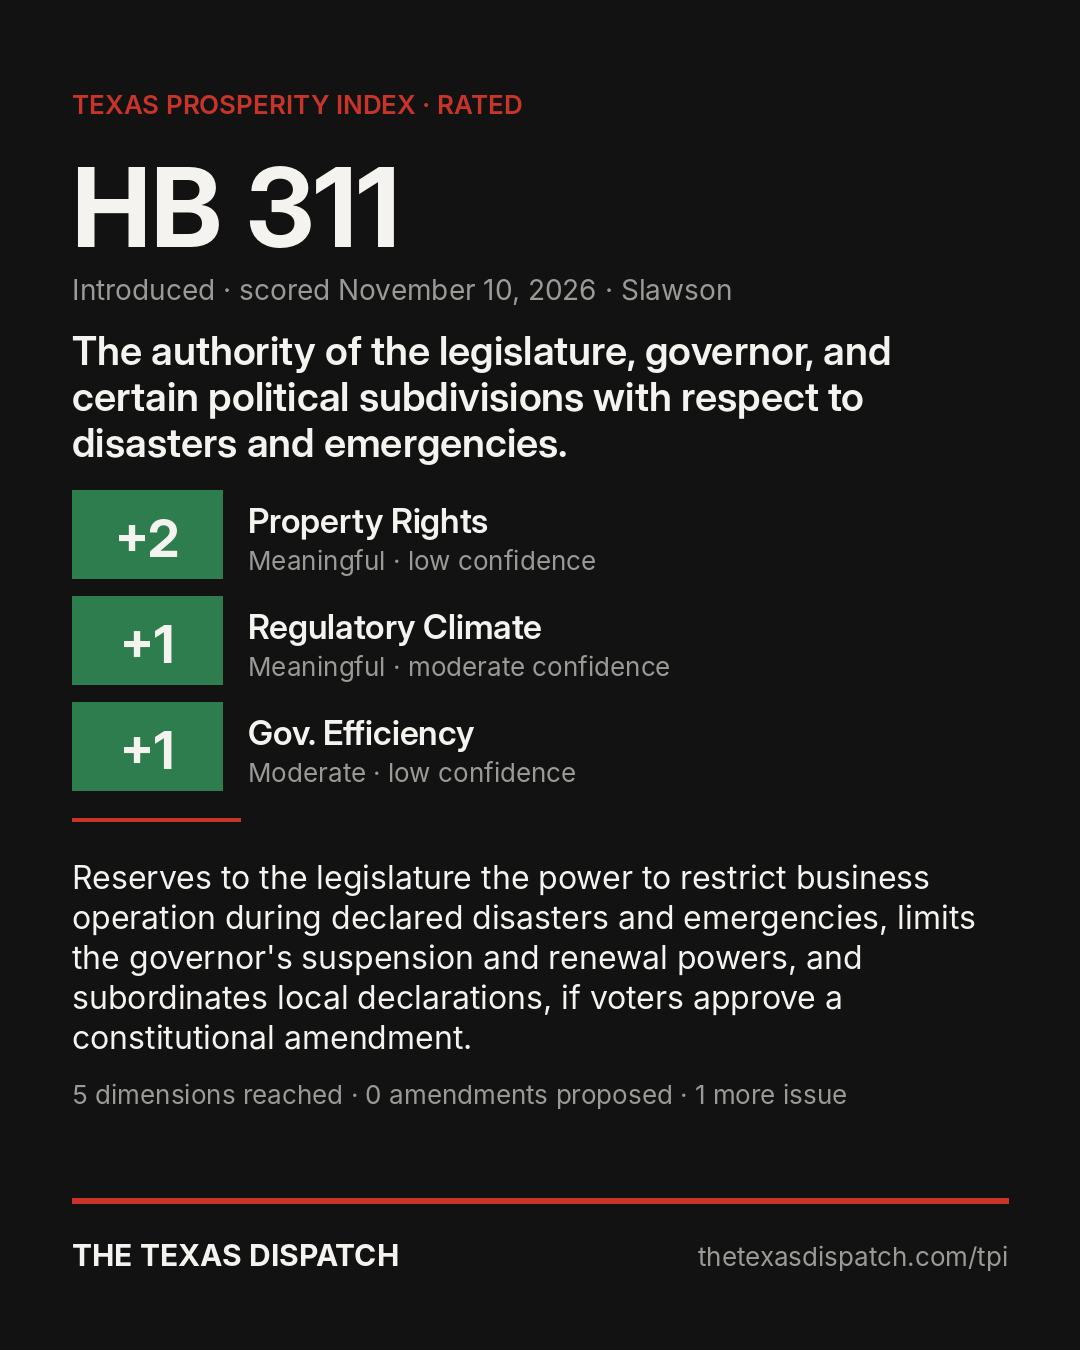 TEXAS PROSPERITY INDEX · RATED
HB 311
Introduced · scored November 10, 2026 · Slawson
The authority of the legislature, governor, and
certain political subdivisions with respect to
disasters and emergencies.
+2
Property Rights
Meaningful · low confidence
+1
Regulatory Climate
Meaningful · moderate confidence
+1
Gov. Efficiency
Moderate · low confidence
Reserves to the legislature the power to restrict business
operation during declared disasters and emergencies, limits
the governor's suspension and renewal powers, and
subordinates local declarations, if voters approve a
constitutional amendment.
5 dimensions reached · 0 amendments proposed · 1 more issue
THE TEXAS DISPATCH
thetexasdispatch.com/tpi